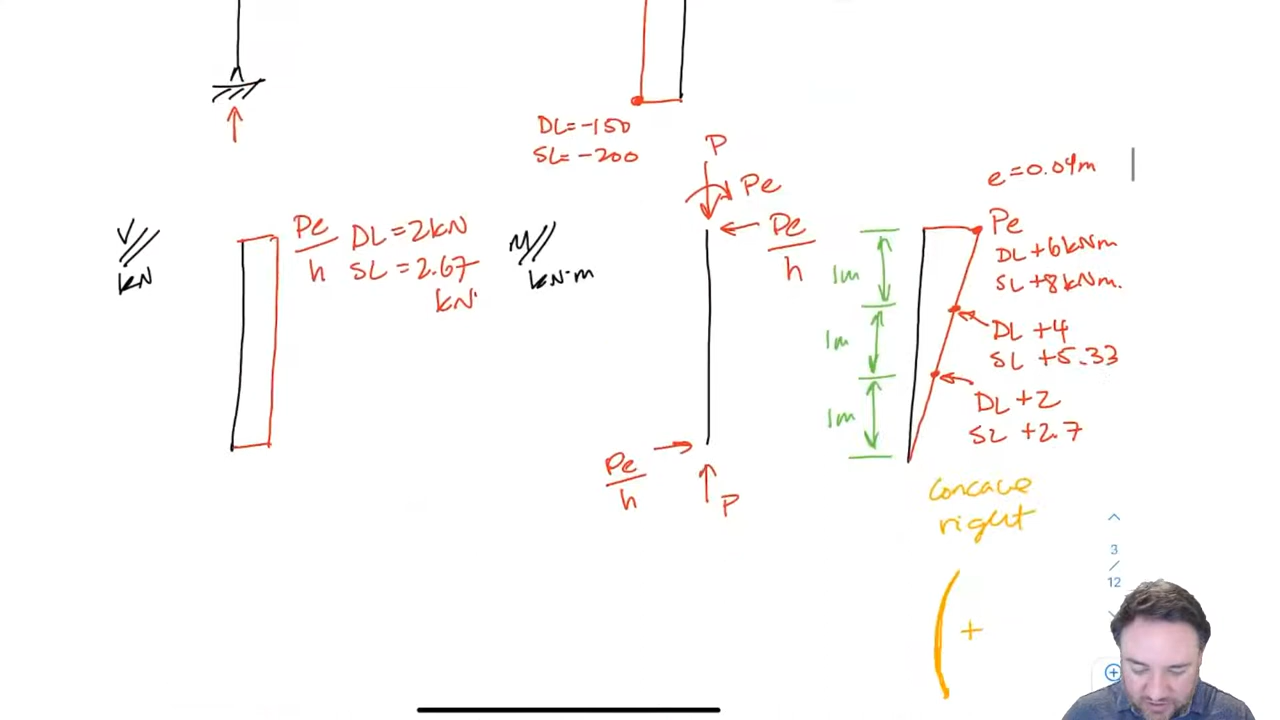 DL=-150
SL=-200
P
Pe
Pe
h
e=0.04m
V
kN
Pe
h
DL=2kN
SL=2.67
kN
M
kN·m
1m
1m
1m
Pe
DL+6kNm
SL+8kNm.
DL+4
SL+5.33
DL+2
SL+2.7
Pe
h
P
concave
right
+
3
/
12